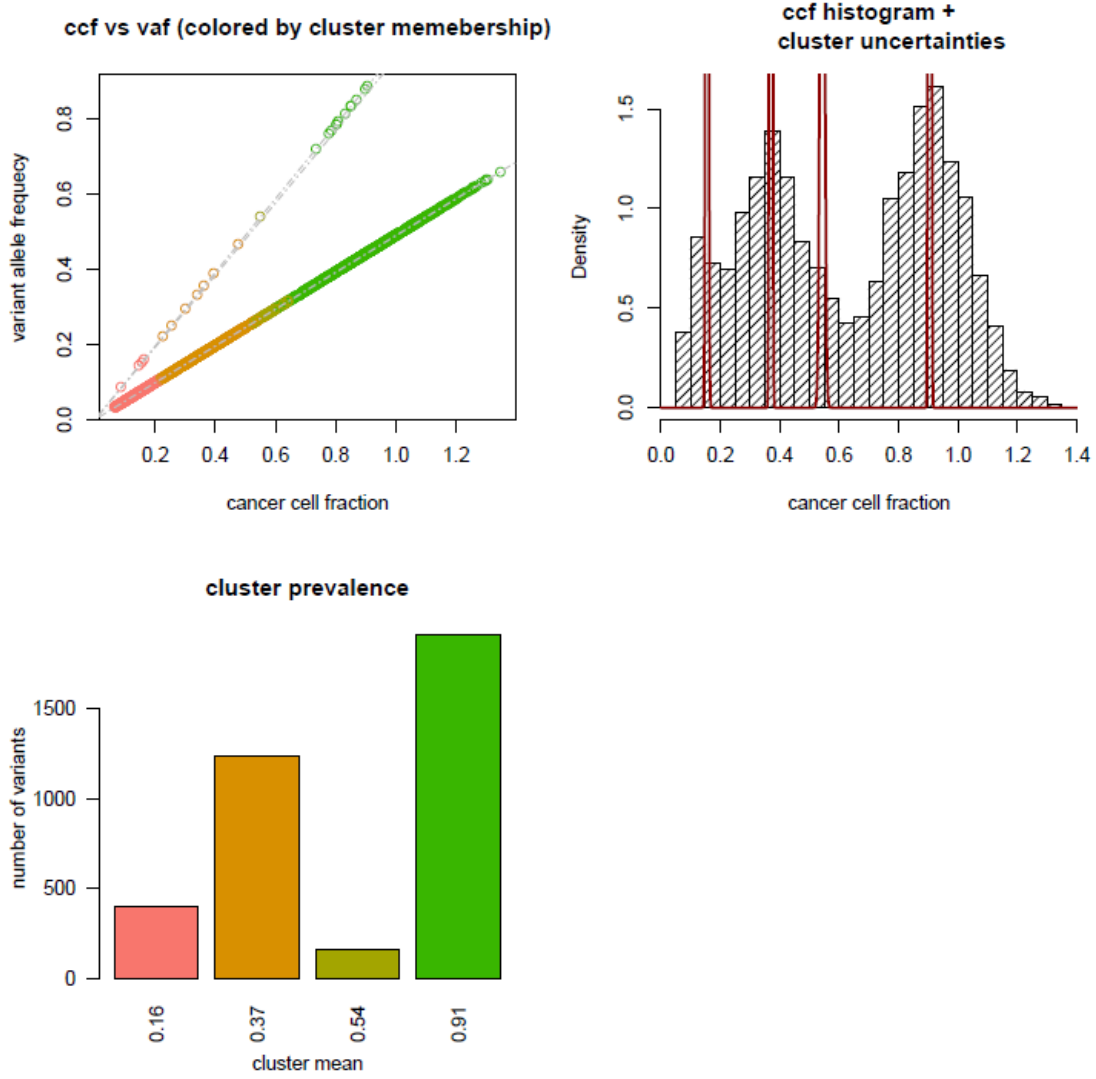 ccf vs vaf (colored by cluster memebership)
variant allele frequecy
0.0
0.2
0.4
0.6
0.8
0.2 0.4 0.6 0.8 1.0 1.2
cancer cell fraction
ccf histogram +
cluster uncertainties
Density
0.0
0.5
1.0
1.5
0.0 0.2 0.4 0.6 0.8 1.0 1.2 1.4
cancer cell fraction
cluster prevalence
number of variants
0
500
1000
1500
0.16
0.37
0.54
0.91
cluster mean